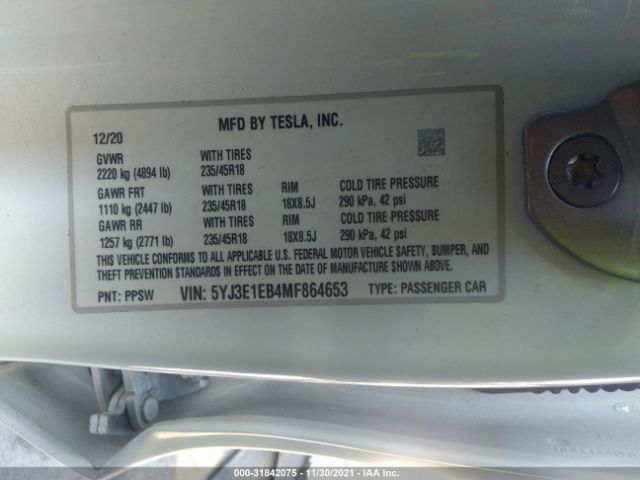 MFD BY TESLA, INC.
12/20
GVWR WITH TIRES
2220 kg (4894 lb) 235/45R18
GAWR FRT WITH TIRES RIM COLD TIRE PRESSURE
1110 kg (2447 lb) 235/45R18 18X8.5J 290 kPa, 42 psi
GAWR RR WITH TIRES RIM COLD TIRE PRESSURE
1257 kg (2771 lb) 235/45R18 18X8.5J 290 kPa, 42 psi
THIS VEHICLE CONFORMS TO ALL APPLICABLE U.S. FEDERAL MOTOR VEHICLE SAFETY, BUMPER, AND
THEFT PREVENTION STANDARDS IN EFFECT ON THE DATE OF MANUFACTURE SHOWN ABOVE.
PNT: PPSW VIN: 5YJ3E1EB4MF864653 TYPE: PASSENGER CAR
000-31842075 - 11/30/2021 - IAA Inc.